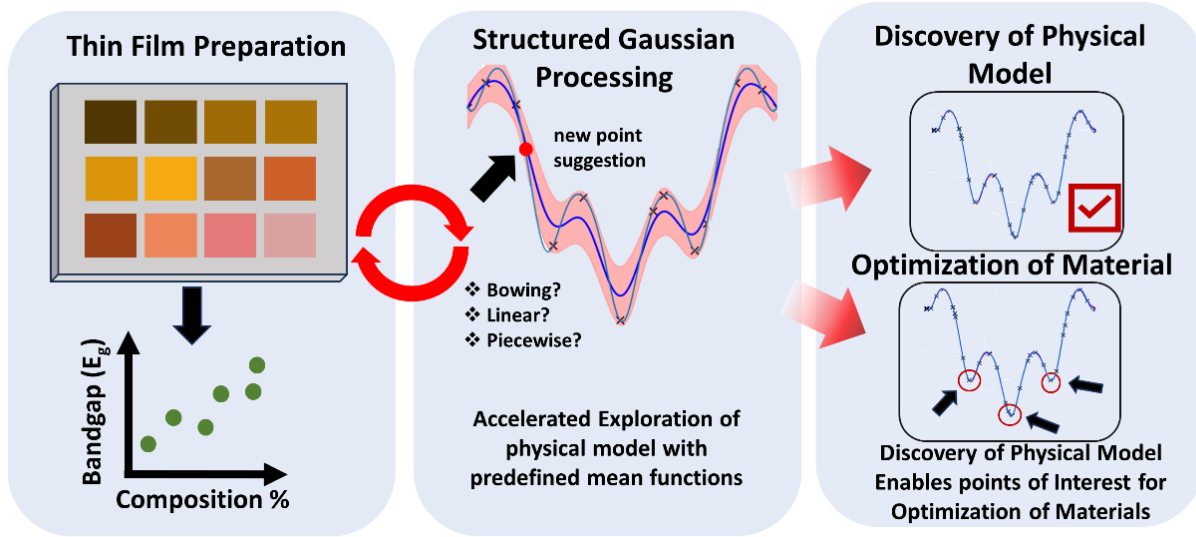 Thin Film Preparation
Bandgap (Eg)
Composition %
Structured Gaussian
Processing
new point
suggestion
❖ Bowing?
❖ Linear?
❖ Piecewise?
Accelerated Exploration of
physical model with
predefined mean functions
Discovery of Physical
Model
Optimization of Material
Discovery of Physical Model
Enables points of Interest for
Optimization of Materials